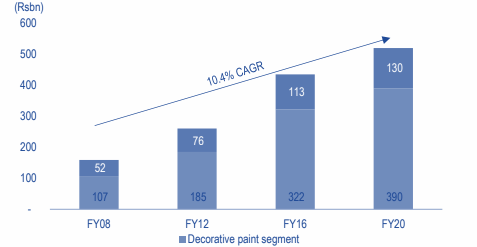 (Rsbn)
600
500
400
300
200
100
-
10.4% CAGR
52
107
76
185
113
322
130
390
FY08
FY12
FY16
FY20
Decorative paint segment